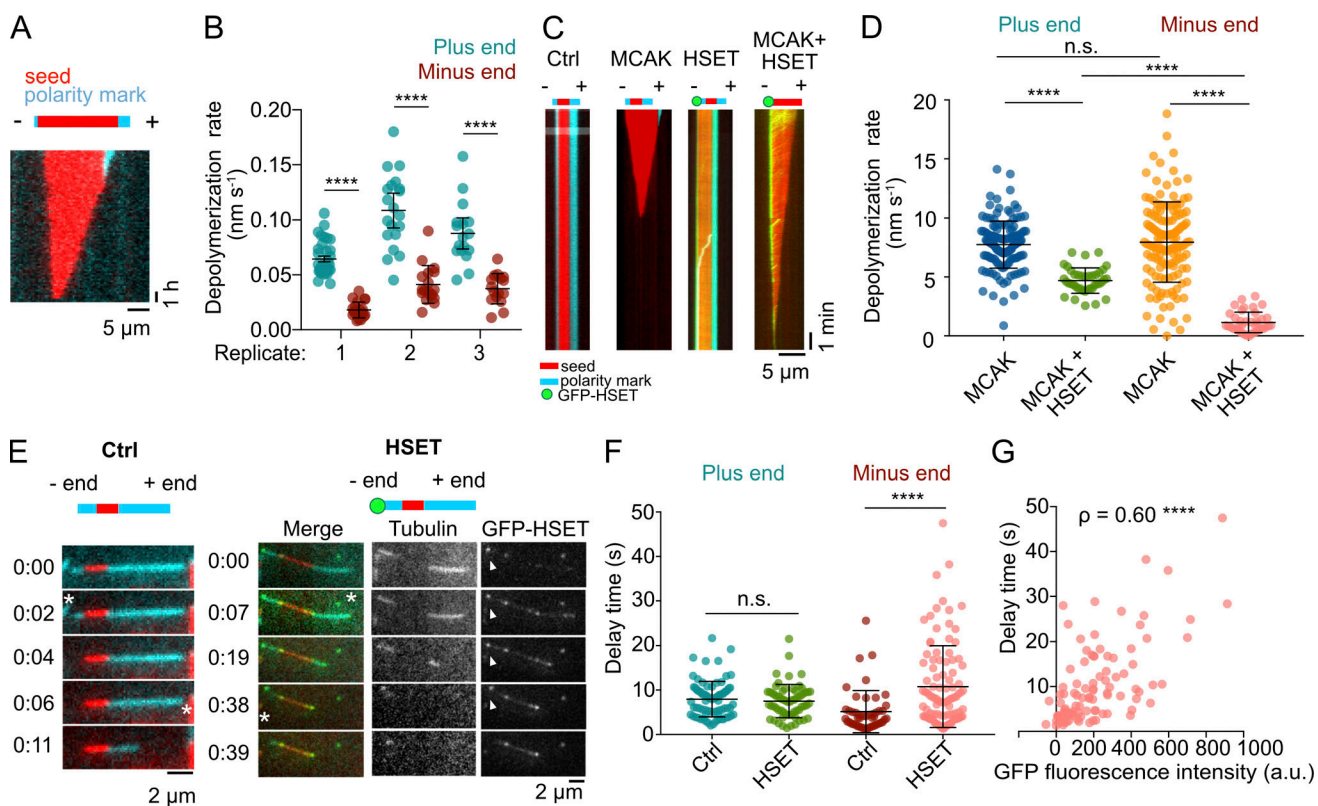 A
seed
polarity mark
- +
1 h
5 µm
B
Plus end
Minus end
Depolymerization rate
(nm s-1)
0.20
0.15
0.10
0.05
0.00
****
****
****
Replicate: 1 2 3
C
Ctrl MCAK HSET MCAK+
HSET
- + - + - + - +
1 min
5 µm
seed
polarity mark
GFP-HSET
D
Plus end Minus end
n.s.
****
**** ****
Depolymerization rate
(nm s-1)
20
15
10
5
0
MCAK
MCAK +
HSET
MCAK
MCAK +
HSET
E
Ctrl
- end + end
0:00
0:02 *
0:04
0:06 *
0:11
2 µm
HSET
- end + end
Merge Tubulin GFP-HSET
0:00
0:07 *
0:19
0:38 *
0:39
2 µm
F
Plus end Minus end
n.s. ****
Delay time (s)
50
40
30
20
10
0
Ctrl HSET Ctrl HSET
G
ρ = 0.60 ****
Delay time (s)
50
40
30
20
10
0 200 400 600 800 1000
GFP fluorescence intensity (a.u.)